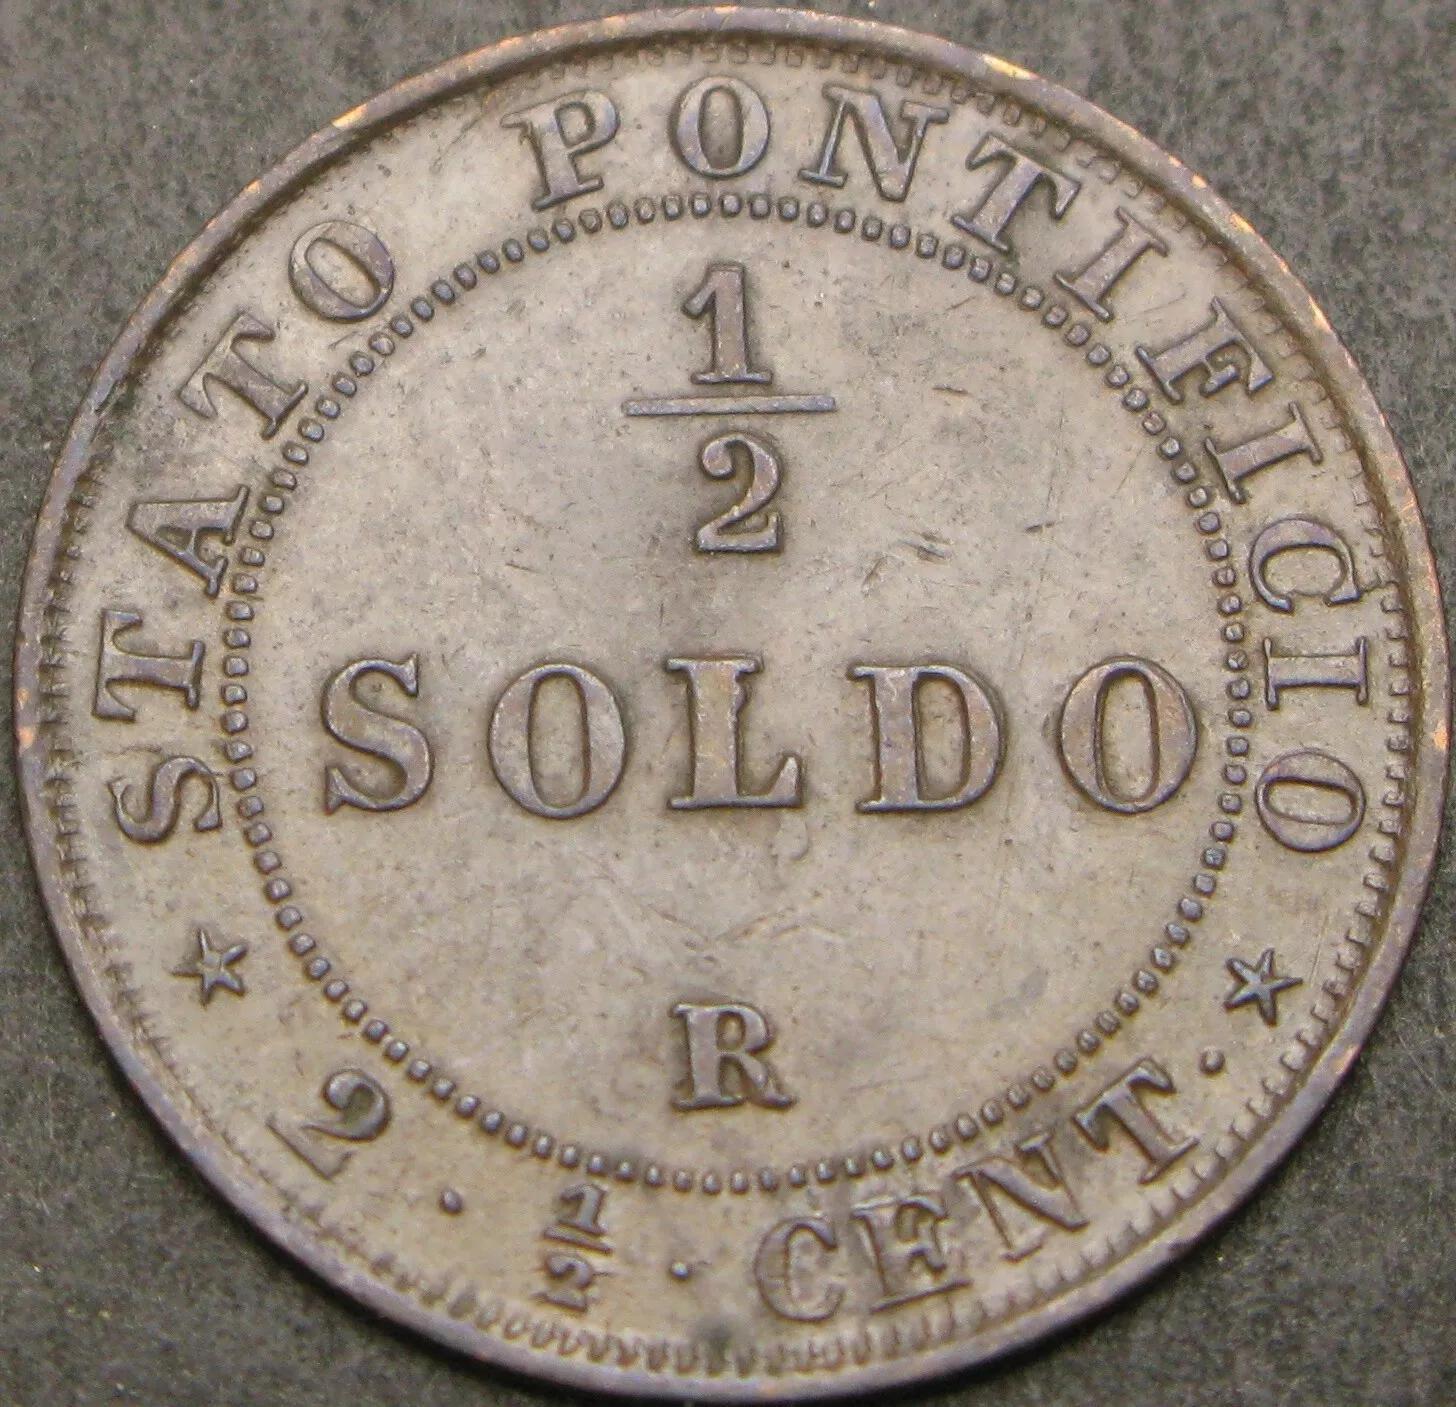 STATO PONTIFICIO
1/2
SOLDO
R
★ 2 · 1/2 · CENT. ★